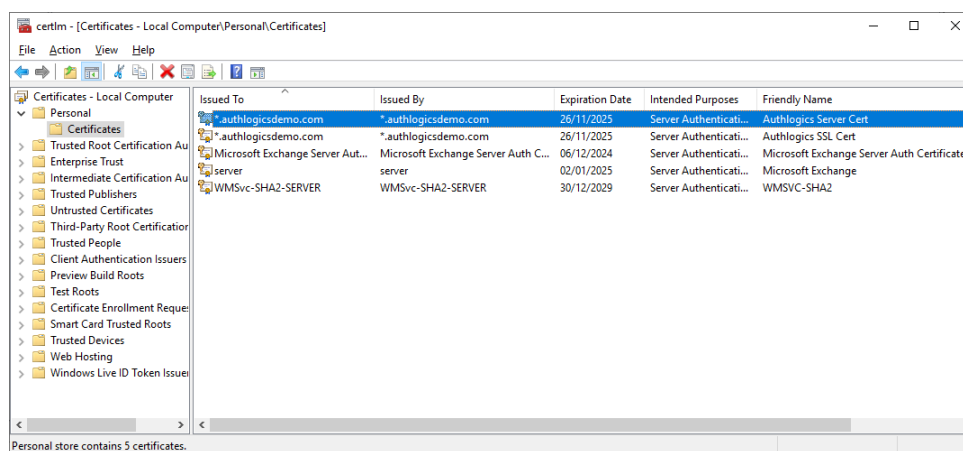 certlm - [Certificates - Local Computer\Personal\Certificates]
File Action View Help
Certificates - Local Computer
Personal
Certificates
Trusted Root Certification Au
Enterprise Trust
Intermediate Certification Au
Trusted Publishers
Untrusted Certificates
Third-Party Root Certification
Trusted People
Client Authentication Issuers
Preview Build Roots
Test Roots
Certificate Enrollment Reques
Smart Card Trusted Roots
Trusted Devices
Web Hosting
Windows Live ID Token Issuer
Issued To Issued By Expiration Date Intended Purposes Friendly Name
*.authlogicsdemo.com *.authlogicsdemo.com 26/11/2025 Server Authenticati... Authlogics Server Cert
*.authlogicsdemo.com *.authlogicsdemo.com 26/11/2025 Server Authenticati... Authlogics SSL Cert
Microsoft Exchange Server Aut... Microsoft Exchange Server Auth C... 06/12/2024 Server Authenticati... Microsoft Exchange Server Auth Certificate
server server 02/01/2025 Server Authenticati... Microsoft Exchange
WMSvc-SHA2-SERVER WMSvc-SHA2-SERVER 30/12/2029 Server Authenticati... WMSVC-SHA2
Personal store contains 5 certificates.